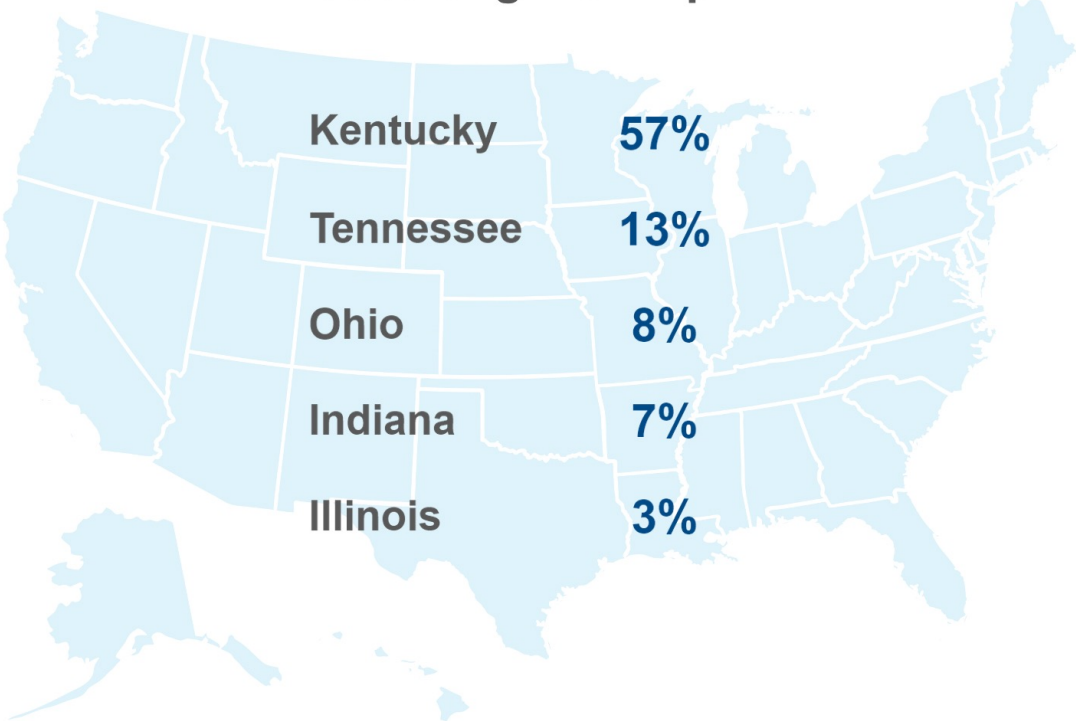 Kentucky 57%
Tennessee 13%
Ohio 8%
Indiana 7%
Illinois 3%